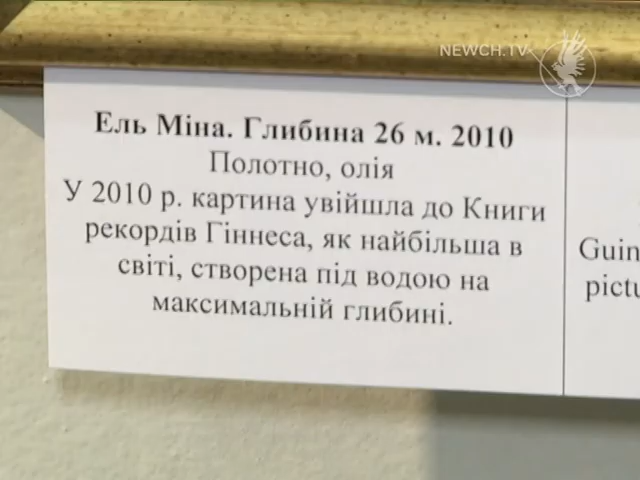 NEWCH.TV
Ель Міна. Глибина 26 м. 2010
Полотно, олія
У 2010 р. картина увійшла до Книги
рекордів Гіннеса, як найбільша в
світі, створена під водою на
максимальній глибині.
Guin
pictu